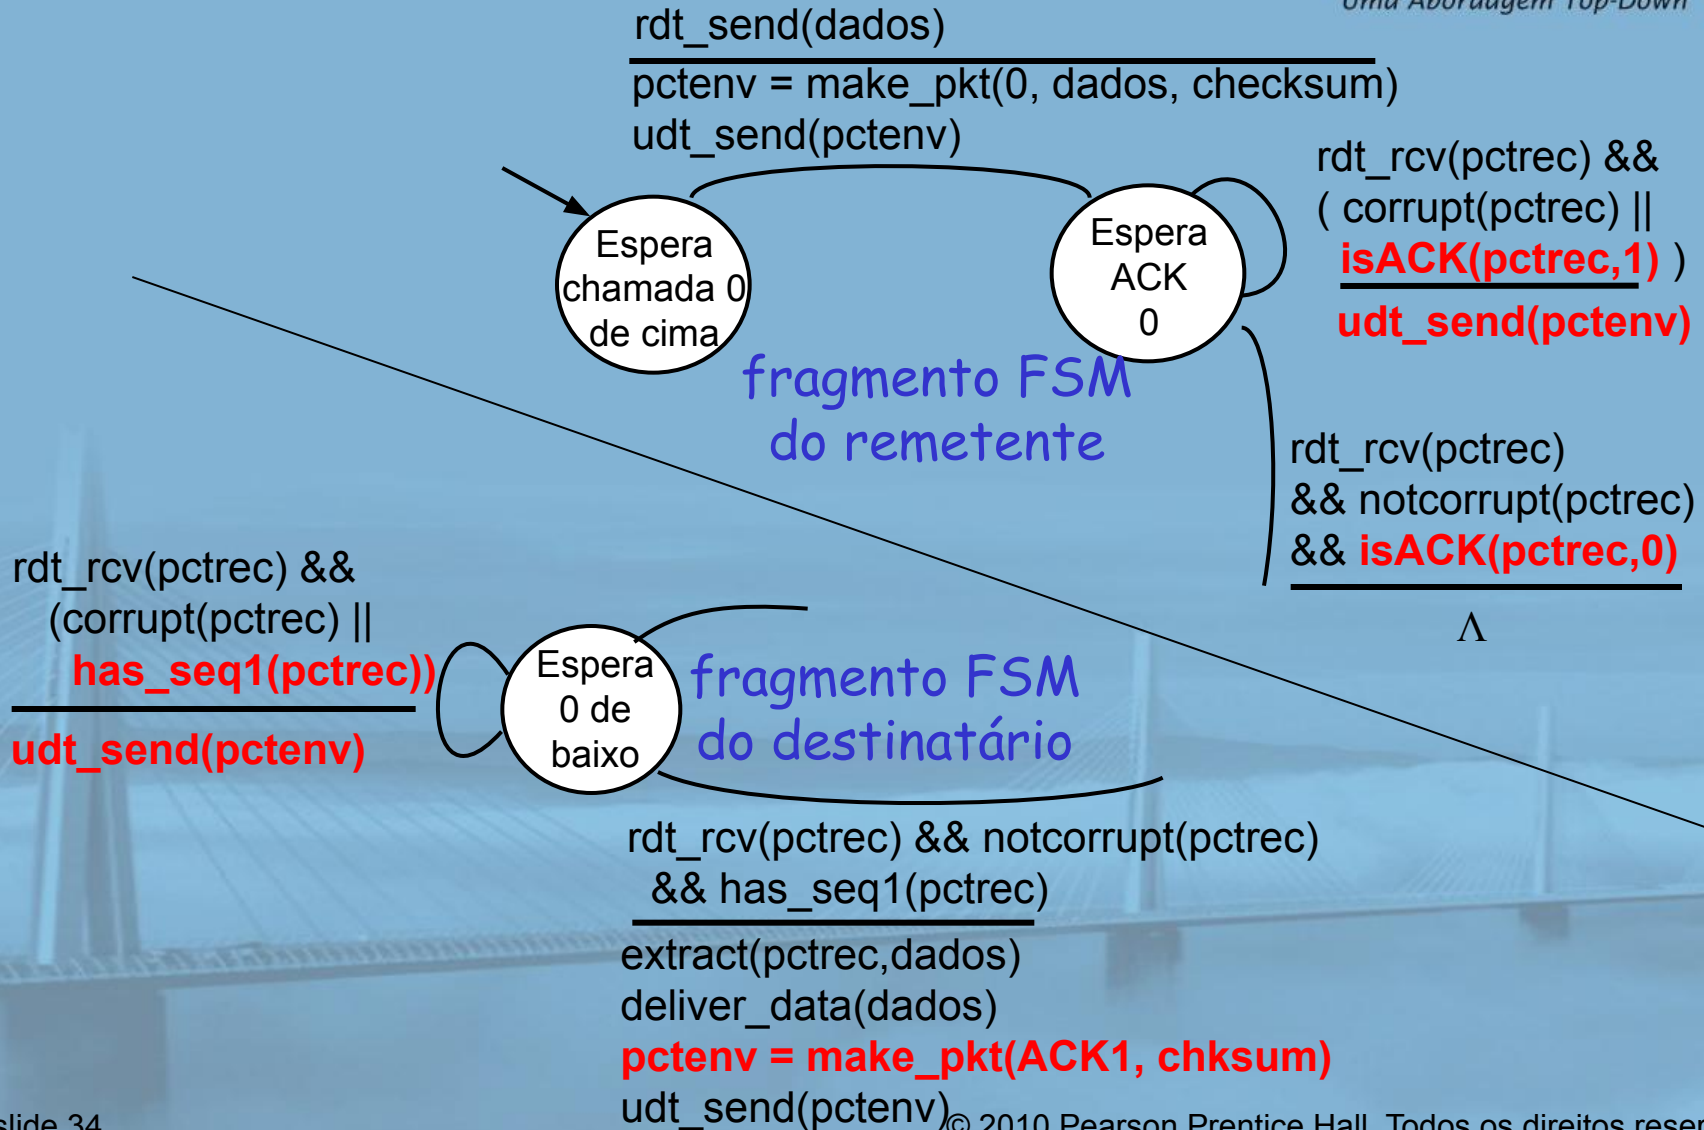 Uma Abordagem Top-Down
rdt_send(dados)
pctenv = make_pkt(0, dados, checksum)
udt_send(pctenv)
rdt_rcv(pctrec) &&
( corrupt(pctrec) ||
isACK(pctrec,1) )
udt_send(pctenv)
Espera
chamada 0
de cima
Espera
ACK
0
fragmento FSM
do remetente
rdt_rcv(pctrec)
&& notcorrupt(pctrec)
&& isACK(pctrec,0)
Λ
rdt_rcv(pctrec) &&
(corrupt(pctrec) ||
has_seq1(pctrec))
udt_send(pctenv)
Espera
0 de
baixo
fragmento FSM
do destinatário
rdt_rcv(pctrec) && notcorrupt(pctrec)
&& has_seq1(pctrec)
extract(pctrec,dados)
deliver_data(dados)
pctenv = make_pkt(ACK1, chksum)
udt_send(pctenv)
slide 34
© 2010 Pearson Prentice Hall. Todos os direitos